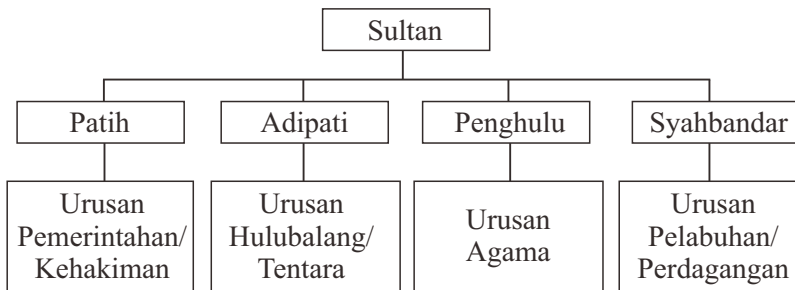 Sultan
Patih
Adipati
Penghulu
Syahbandar
Urusan
Pemerintahan/
Kehakiman
Urusan
Hulubalang/
Tentara
Urusan
Agama
Urusan
Pelabuhan/
Perdagangan